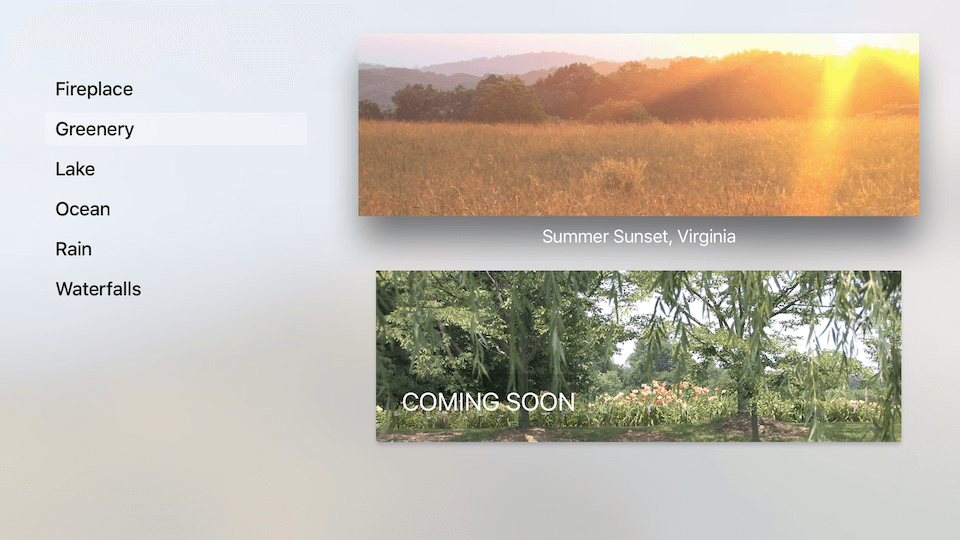 Fireplace
Greenery
Lake
Ocean
Rain
Waterfalls
Summer Sunset, Virginia
COMING SOON